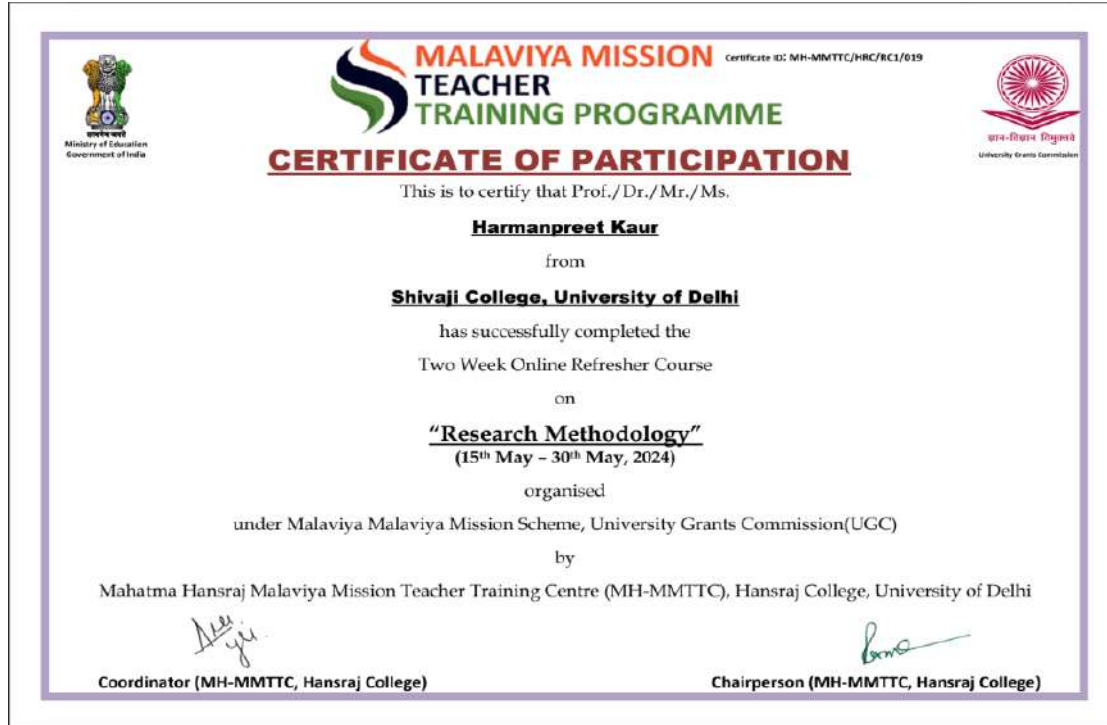 सत्यमेव जयते
Ministry of Education
Government of India
MALAVIYA MISSION
TEACHER
TRAINING PROGRAMME
Certificate ID: MH-MMTTC/HRC/RC1/019
ज्ञान-विज्ञान विमुक्तये
University Grants Commission
CERTIFICATE OF PARTICIPATION
This is to certify that Prof./Dr./Mr./Ms.
Harmanpreet Kaur
from
Shivaji College, University of Delhi
has successfully completed the
Two Week Online Refresher Course
on
“Research Methodology”
(15th May – 30th May, 2024)
organised
under Malaviya Malaviya Mission Scheme, University Grants Commission(UGC)
by
Mahatma Hansraj Malaviya Mission Teacher Training Centre (MH-MMTTC), Hansraj College, University of Delhi
Coordinator (MH-MMTTC, Hansraj College)
Chairperson (MH-MMTTC, Hansraj College)